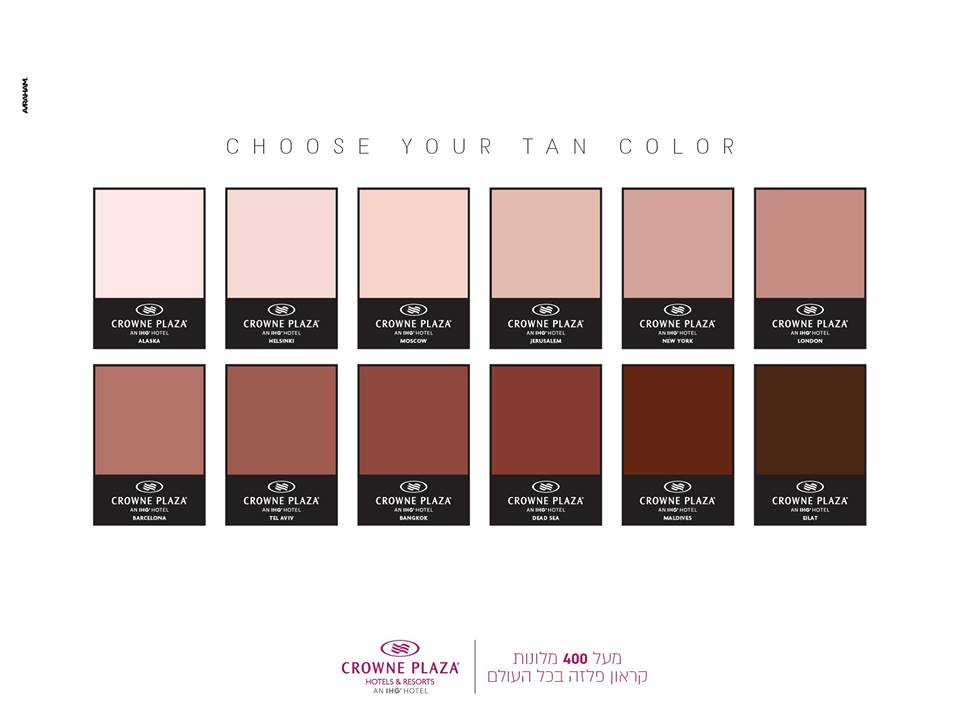 AVRAHAM
CHOOSE YOUR TAN COLOR
CROWNE PLAZA®
AN IHG® HOTEL
ALASKA
CROWNE PLAZA®
AN IHG® HOTEL
HELSINKI
CROWNE PLAZA®
AN IHG® HOTEL
MOSCOW
CROWNE PLAZA®
AN IHG® HOTEL
JERUSALEM
CROWNE PLAZA®
AN IHG® HOTEL
NEW YORK
CROWNE PLAZA®
AN IHG® HOTEL
LONDON
CROWNE PLAZA®
AN IHG® HOTEL
BARCELONA
CROWNE PLAZA®
AN IHG® HOTEL
TEL AVIV
CROWNE PLAZA®
AN IHG® HOTEL
BANGKOK
CROWNE PLAZA®
AN IHG® HOTEL
DEAD SEA
CROWNE PLAZA®
AN IHG® HOTEL
MALDIVES
CROWNE PLAZA®
AN IHG® HOTEL
EILAT
CROWNE PLAZA®
HOTELS & RESORTS
AN IHG® HOTEL
מעל 400 מלונות
קראון פלזה בכל העולם